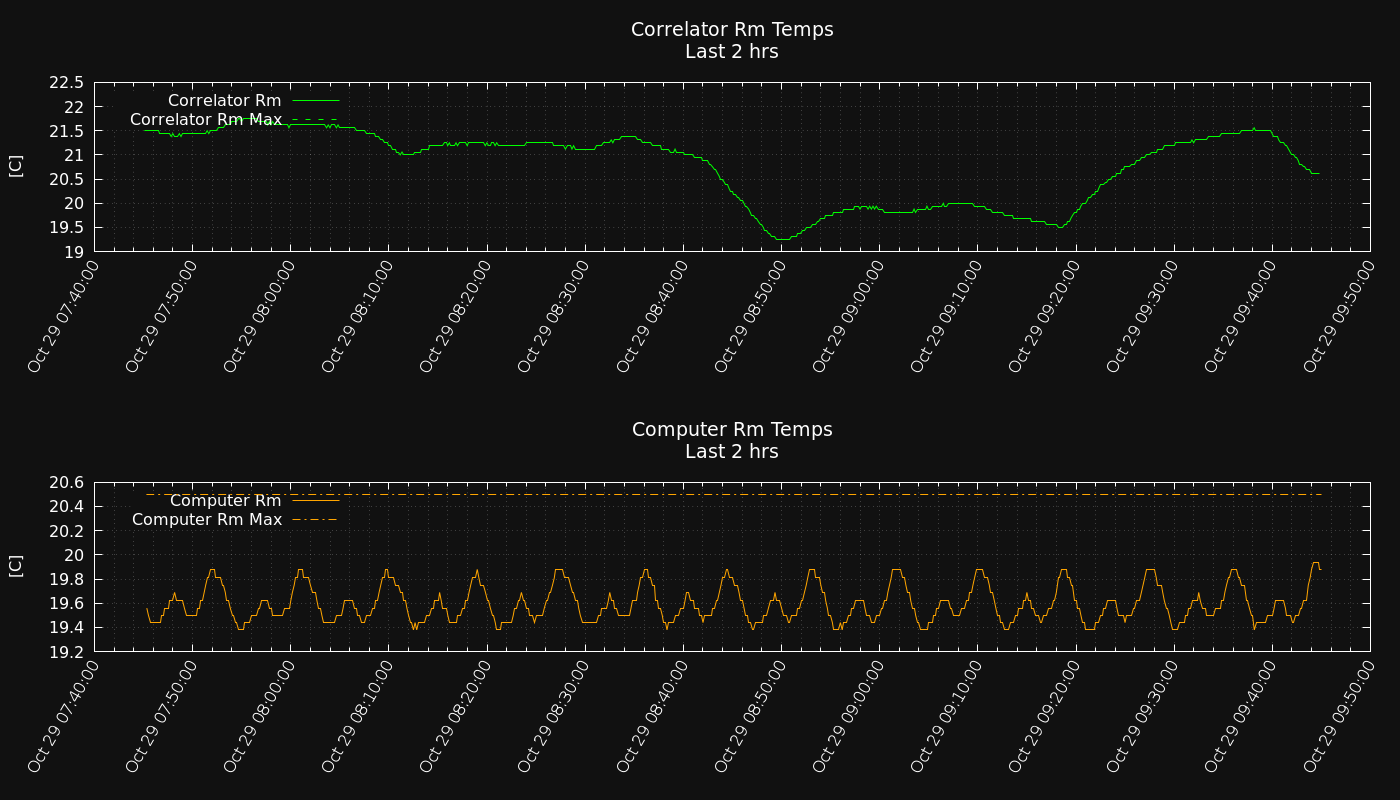 Correlator Rm Temps
Last 2 hrs
22.5
22
21.5
21
20.5
20
19.5
19
[C]
Correlator Rm
Correlator Rm Max
Oct 29 07:40:00
Oct 29 07:50:00
Oct 29 08:00:00
Oct 29 08:10:00
Oct 29 08:20:00
Oct 29 08:30:00
Oct 29 08:40:00
Oct 29 08:50:00
Oct 29 09:00:00
Oct 29 09:10:00
Oct 29 09:20:00
Oct 29 09:30:00
Oct 29 09:40:00
Oct 29 09:50:00
Computer Rm Temps
Last 2 hrs
20.6
20.4
20.2
20
19.8
19.6
19.4
19.2
[C]
Computer Rm
Computer Rm Max
Oct 29 07:40:00
Oct 29 07:50:00
Oct 29 08:00:00
Oct 29 08:10:00
Oct 29 08:20:00
Oct 29 08:30:00
Oct 29 08:40:00
Oct 29 08:50:00
Oct 29 09:00:00
Oct 29 09:10:00
Oct 29 09:20:00
Oct 29 09:30:00
Oct 29 09:40:00
Oct 29 09:50:00